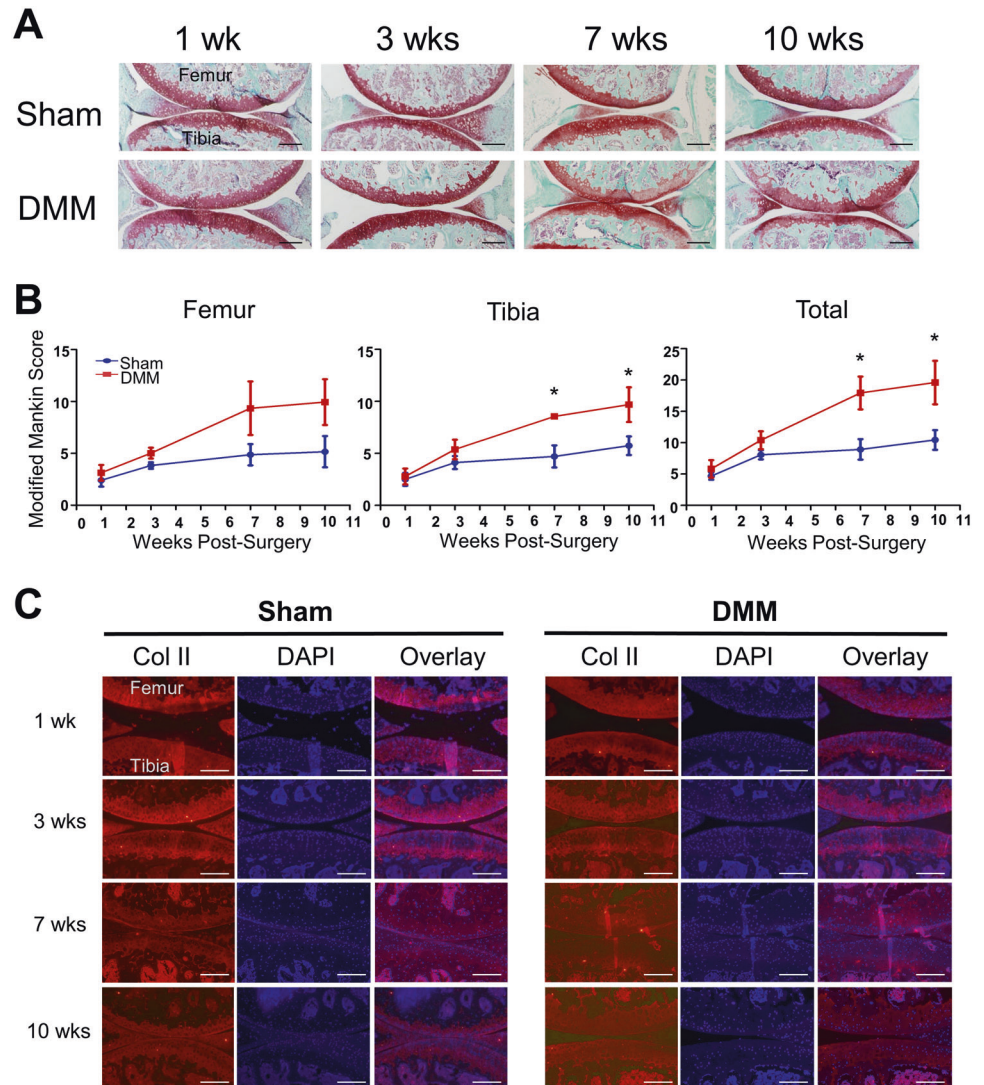 A
1 wk 3 wks 7 wks 10 wks
Sham
Femur
Tibia
DMM
B
Femur Tibia Total
Modified Mankin Score
15
10
5
0
Sham
DMM
0 1 2 3 4 5 6 7 8 9 10 11
Weeks Post-Surgery
15
10
5
0
* *
0 1 2 3 4 5 6 7 8 9 10 11
Weeks Post-Surgery
25
20
15
10
5
0
* *
0 1 2 3 4 5 6 7 8 9 10 11
Weeks Post-Surgery
C
Sham DMM
Col II DAPI Overlay Col II DAPI Overlay
1 wk
Femur
Tibia
3 wks
7 wks
10 wks